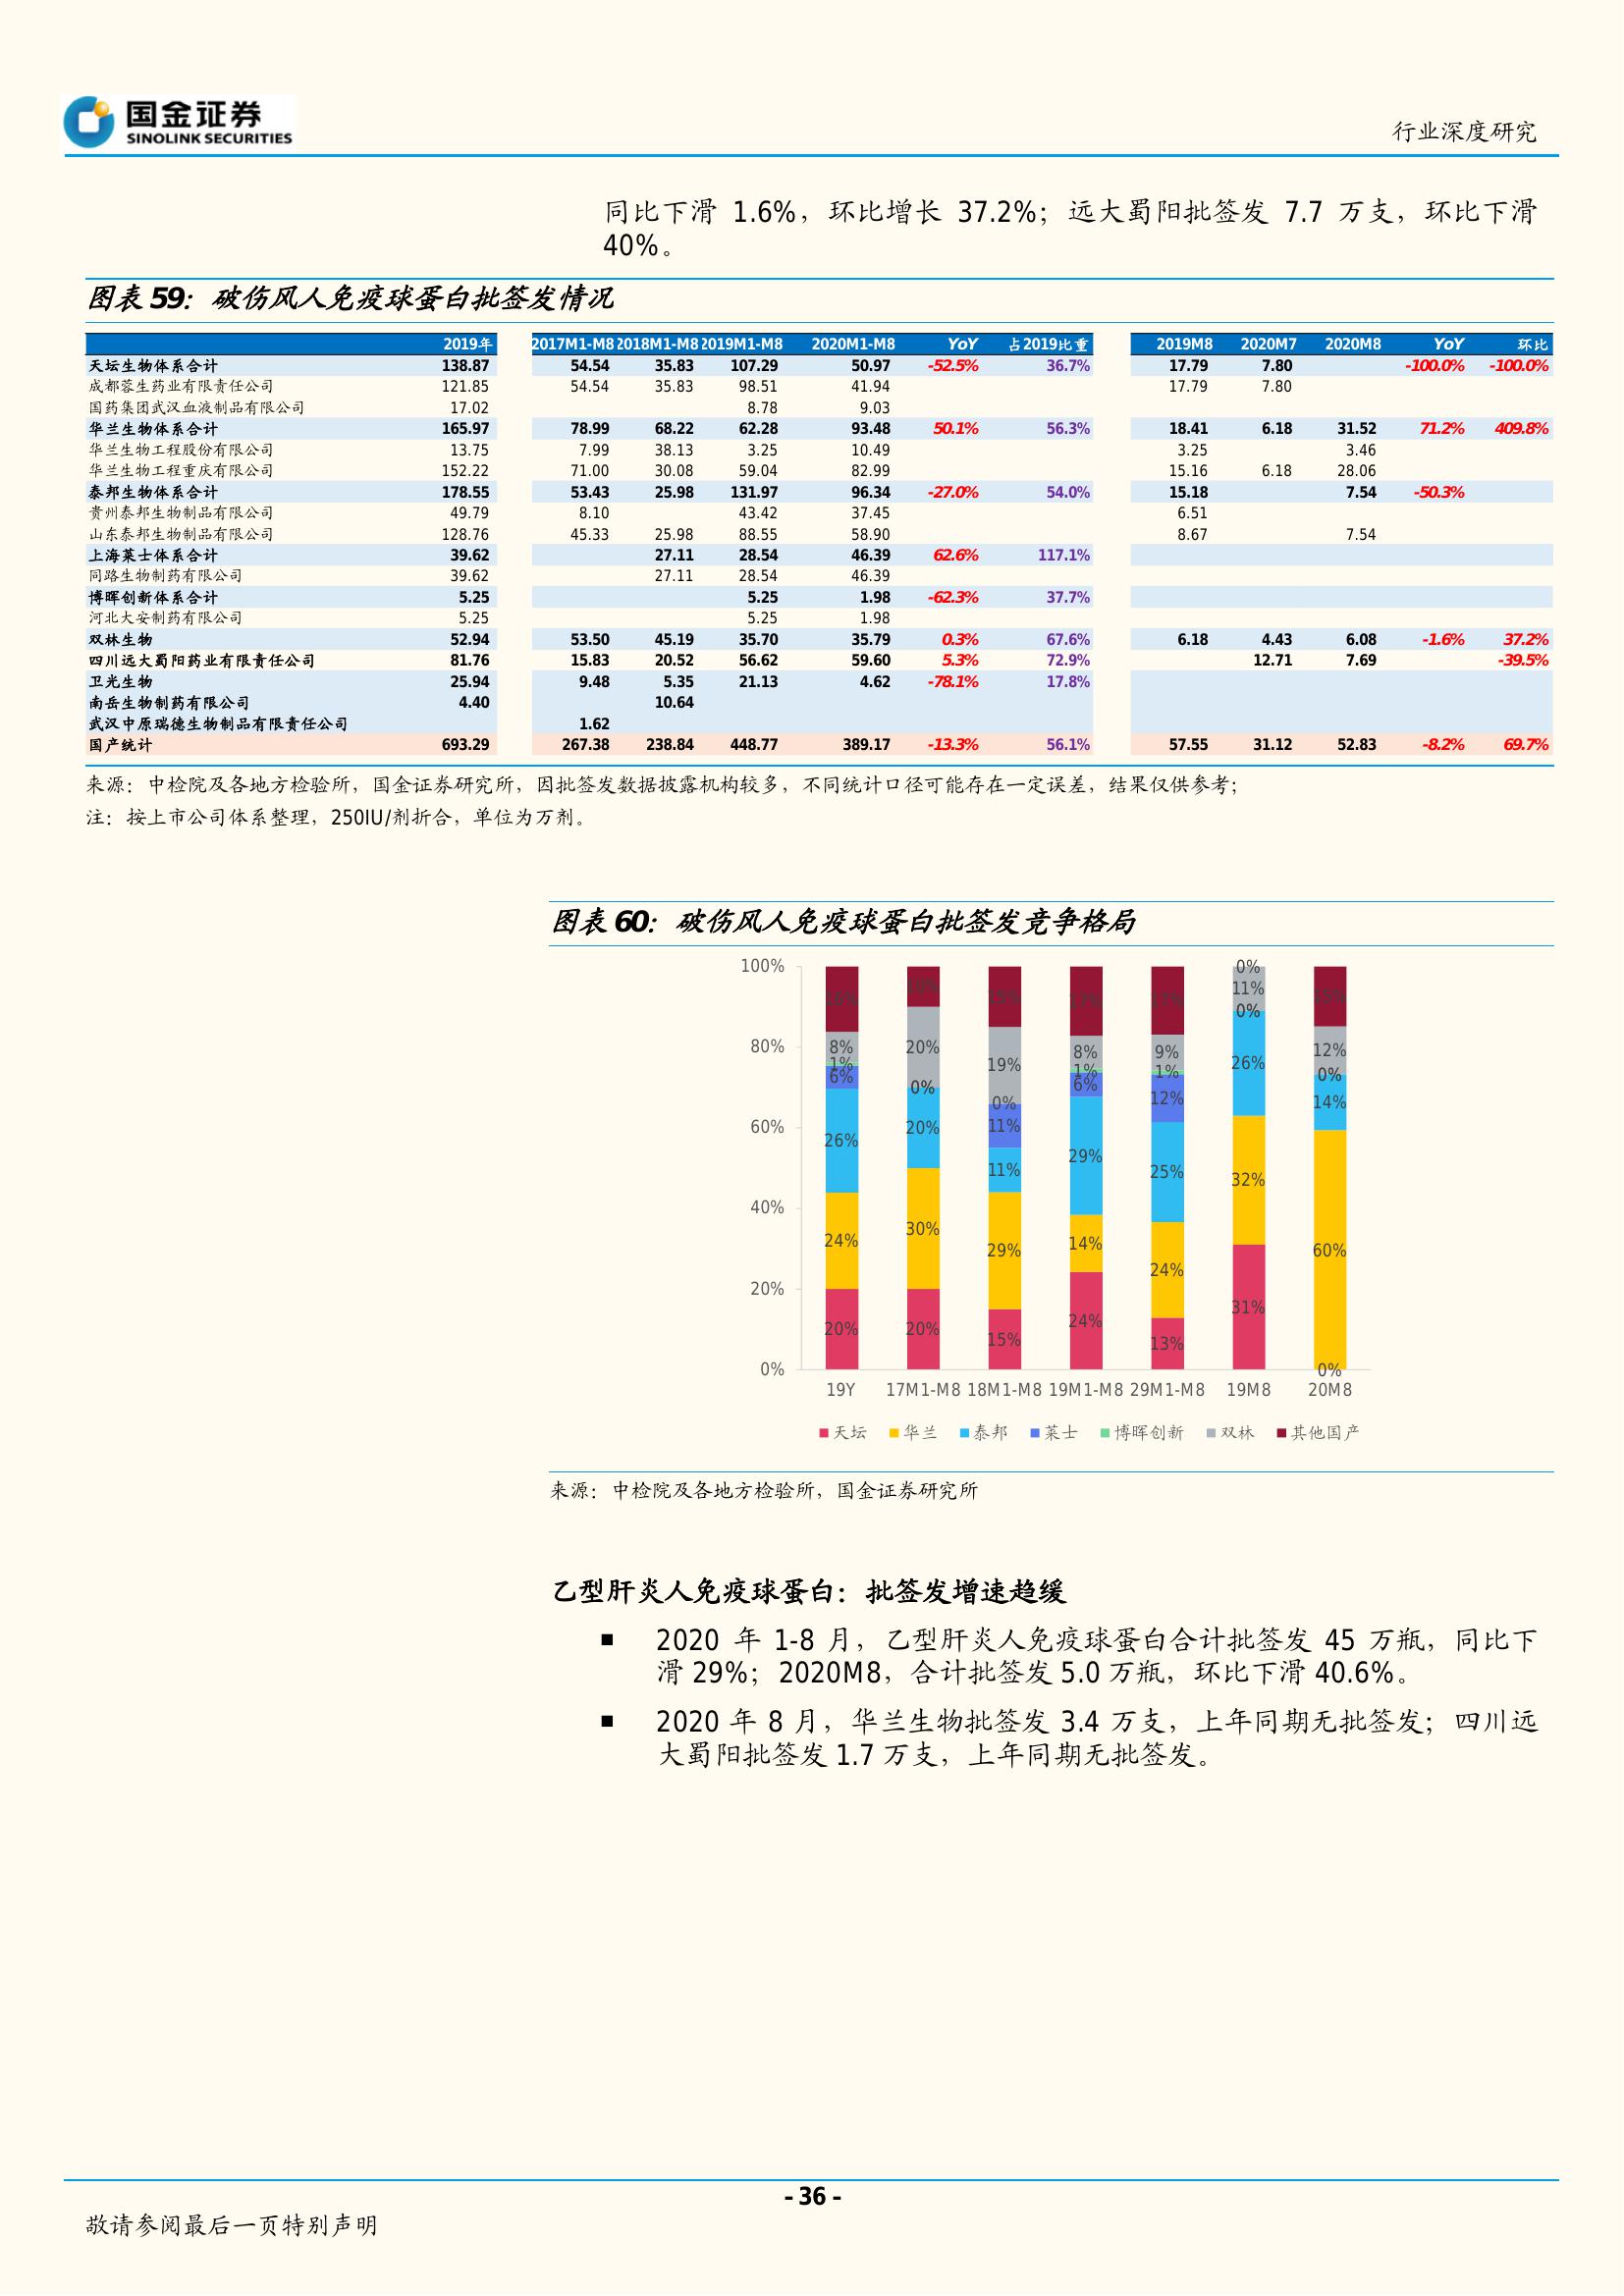 国金证券
SINOLINK SECURITIES
行业深度研究
同比下滑 1.6%，环比增长 37.2%；远大蜀阳批签发 7.7 万支，环比下滑
40%。
图表 59：破伤风人免疫球蛋白批签发情况
2019年 2017M1-M8 2018M1-M8 2019M1-M8 2020M1-M8 YoY 占2019比重 2019M8 2020M7 2020M8 YoY 环比
天坛生物体系合计 138.87 54.54 35.83 107.29 50.97 -52.5% 36.7% 17.79 7.80 -100.0% -100.0%
成都蓉生药业有限责任公司 121.85 54.54 35.83 98.51 41.94 17.79 7.80
国药集团武汉血液制品有限公司 17.02 8.78 9.03
华兰生物体系合计 165.97 78.99 68.22 62.28 93.48 50.1% 56.3% 18.41 6.18 31.52 71.2% 409.8%
华兰生物工程股份有限公司 13.75 7.99 38.13 3.25 10.49 3.25 3.46
华兰生物工程重庆有限公司 152.22 71.00 30.08 59.04 82.99 15.16 6.18 28.06
泰邦生物体系合计 178.55 53.43 25.98 131.97 96.34 -27.0% 54.0% 15.18 7.54 -50.3%
贵州泰邦生物制品有限公司 49.79 8.10 43.42 37.45 6.51
山东泰邦生物制品有限公司 128.76 45.33 25.98 88.55 58.90 8.67 7.54
上海莱士体系合计 39.62 27.11 28.54 46.39 62.6% 117.1%
同路生物制药有限公司 39.62 27.11 28.54 46.39
博晖创新体系合计 5.25 5.25 1.98 -62.3% 37.7%
河北大安制药有限公司 5.25 5.25 1.98
双林生物 52.94 53.50 45.19 35.70 35.79 0.3% 67.6% 6.18 4.43 6.08 -1.6% 37.2%
四川远大蜀阳药业有限责任公司 81.76 15.83 20.52 56.62 59.60 5.3% 72.9% 12.71 7.69 -39.5%
卫光生物 25.94 9.48 5.35 21.13 4.62 -78.1% 17.8%
南岳生物制药有限公司 4.40 10.64
武汉中原瑞德生物制品有限责任公司 1.62
国产统计 693.29 267.38 238.84 448.77 389.17 -13.3% 56.1% 57.55 31.12 52.83 -8.2% 69.7%
来源：中检院及各地方检验所，国金证券研究所，因批签发数据披露机构较多，不同统计口径可能存在一定误差，结果仅供参考；
注：按上市公司体系整理，250IU/剂折合，单位为万剂。
图表 60：破伤风人免疫球蛋白批签发竞争格局
100%
80%
60%
40%
20%
0%
20% 24% 26% 6% 1% 8% 16%
20% 30% 20% 0% 20% 10%
15% 29% 11% 11% 0% 19% 15%
24% 14% 29% 6% 1% 8% 17%
13% 24% 25% 12% 1% 9% 17%
31% 32% 26% 0% 11% 0%
0% 60% 14% 0% 12% 15%
19Y 17M1-M8 18M1-M8 19M1-M8 29M1-M8 19M8 20M8
天坛 华兰 泰邦 莱士 博晖创新 双林 其他国产
来源：中检院及各地方检验所，国金证券研究所
乙型肝炎人免疫球蛋白：批签发增速趋缓
■ 2020 年 1-8 月，乙型肝炎人免疫球蛋白合计批签发 45 万瓶，同比下
滑 29%；2020M8，合计批签发 5.0 万瓶，环比下滑 40.6%。
■ 2020 年 8 月，华兰生物批签发 3.4 万支，上年同期无批签发；四川远
大蜀阳批签发 1.7 万支，上年同期无批签发。
- 36 -
敬请参阅最后一页特别声明